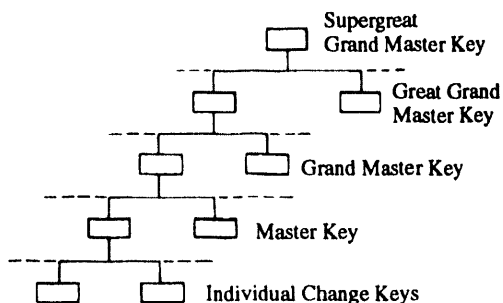 Supergreat
Grand Master Key
Great Grand
Master Key
Grand Master Key
Master Key
Individual Change Keys